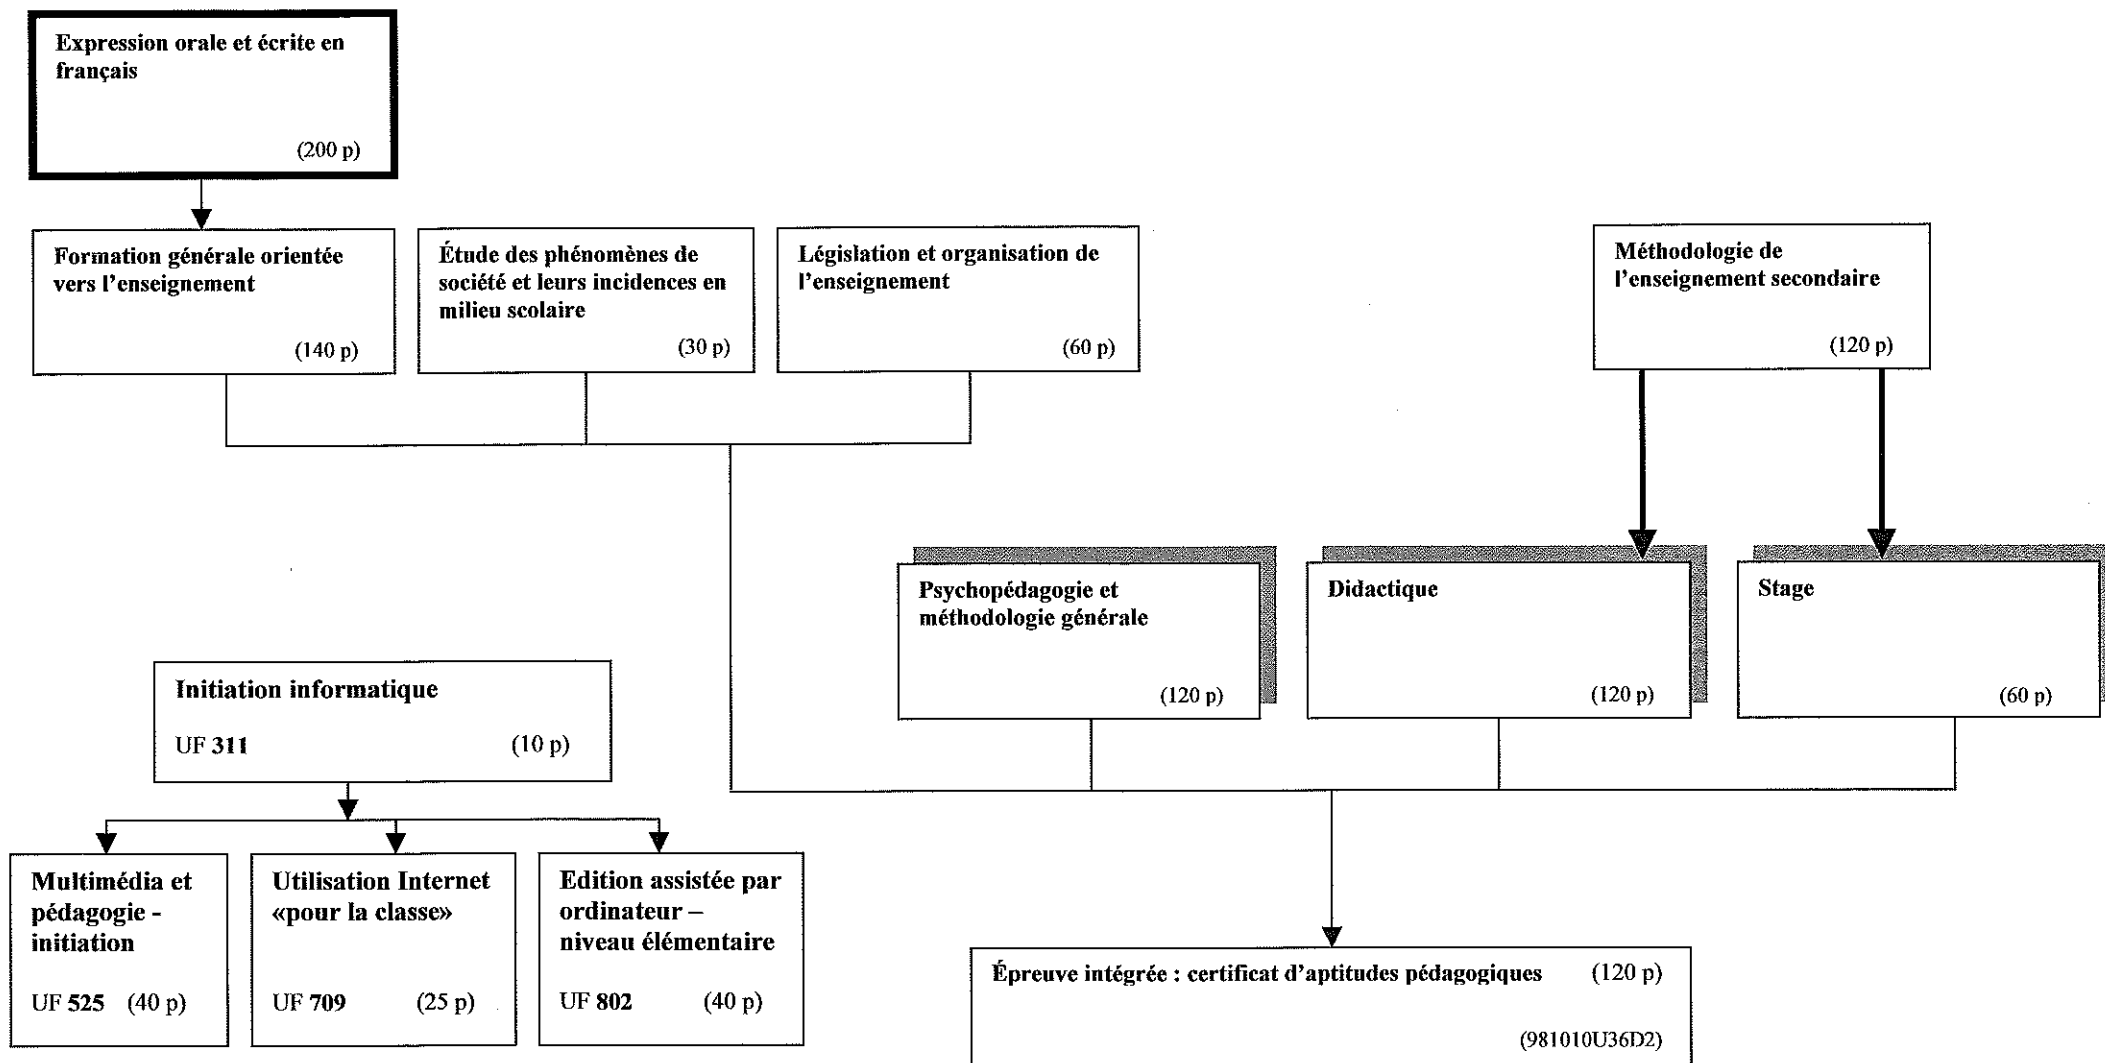 Expression orale et écrite en
français
(200 p)
Formation générale orientée
vers l'enseignement
(140 p)
Étude des phénomènes de
société et leurs incidences en
milieu scolaire
(30 p)
Législation et organisation de
l'enseignement
(60 p)
Méthodologie de
l'enseignement secondaire
(120 p)
Psychopédagogie et
méthodologie générale
(120 p)
Didactique
(120 p)
Stage
(60 p)
Initiation informatique
UF 311 (10 p)
Multimédia et
pédagogie -
initiation
UF 525 (40 p)
Utilisation Internet
«pour la classe»
UF 709 (25 p)
Edition assistée par
ordinateur –
niveau élémentaire
UF 802 (40 p)
Épreuve intégrée : certificat d'aptitudes pédagogiques (120 p)
(981010U36D2)